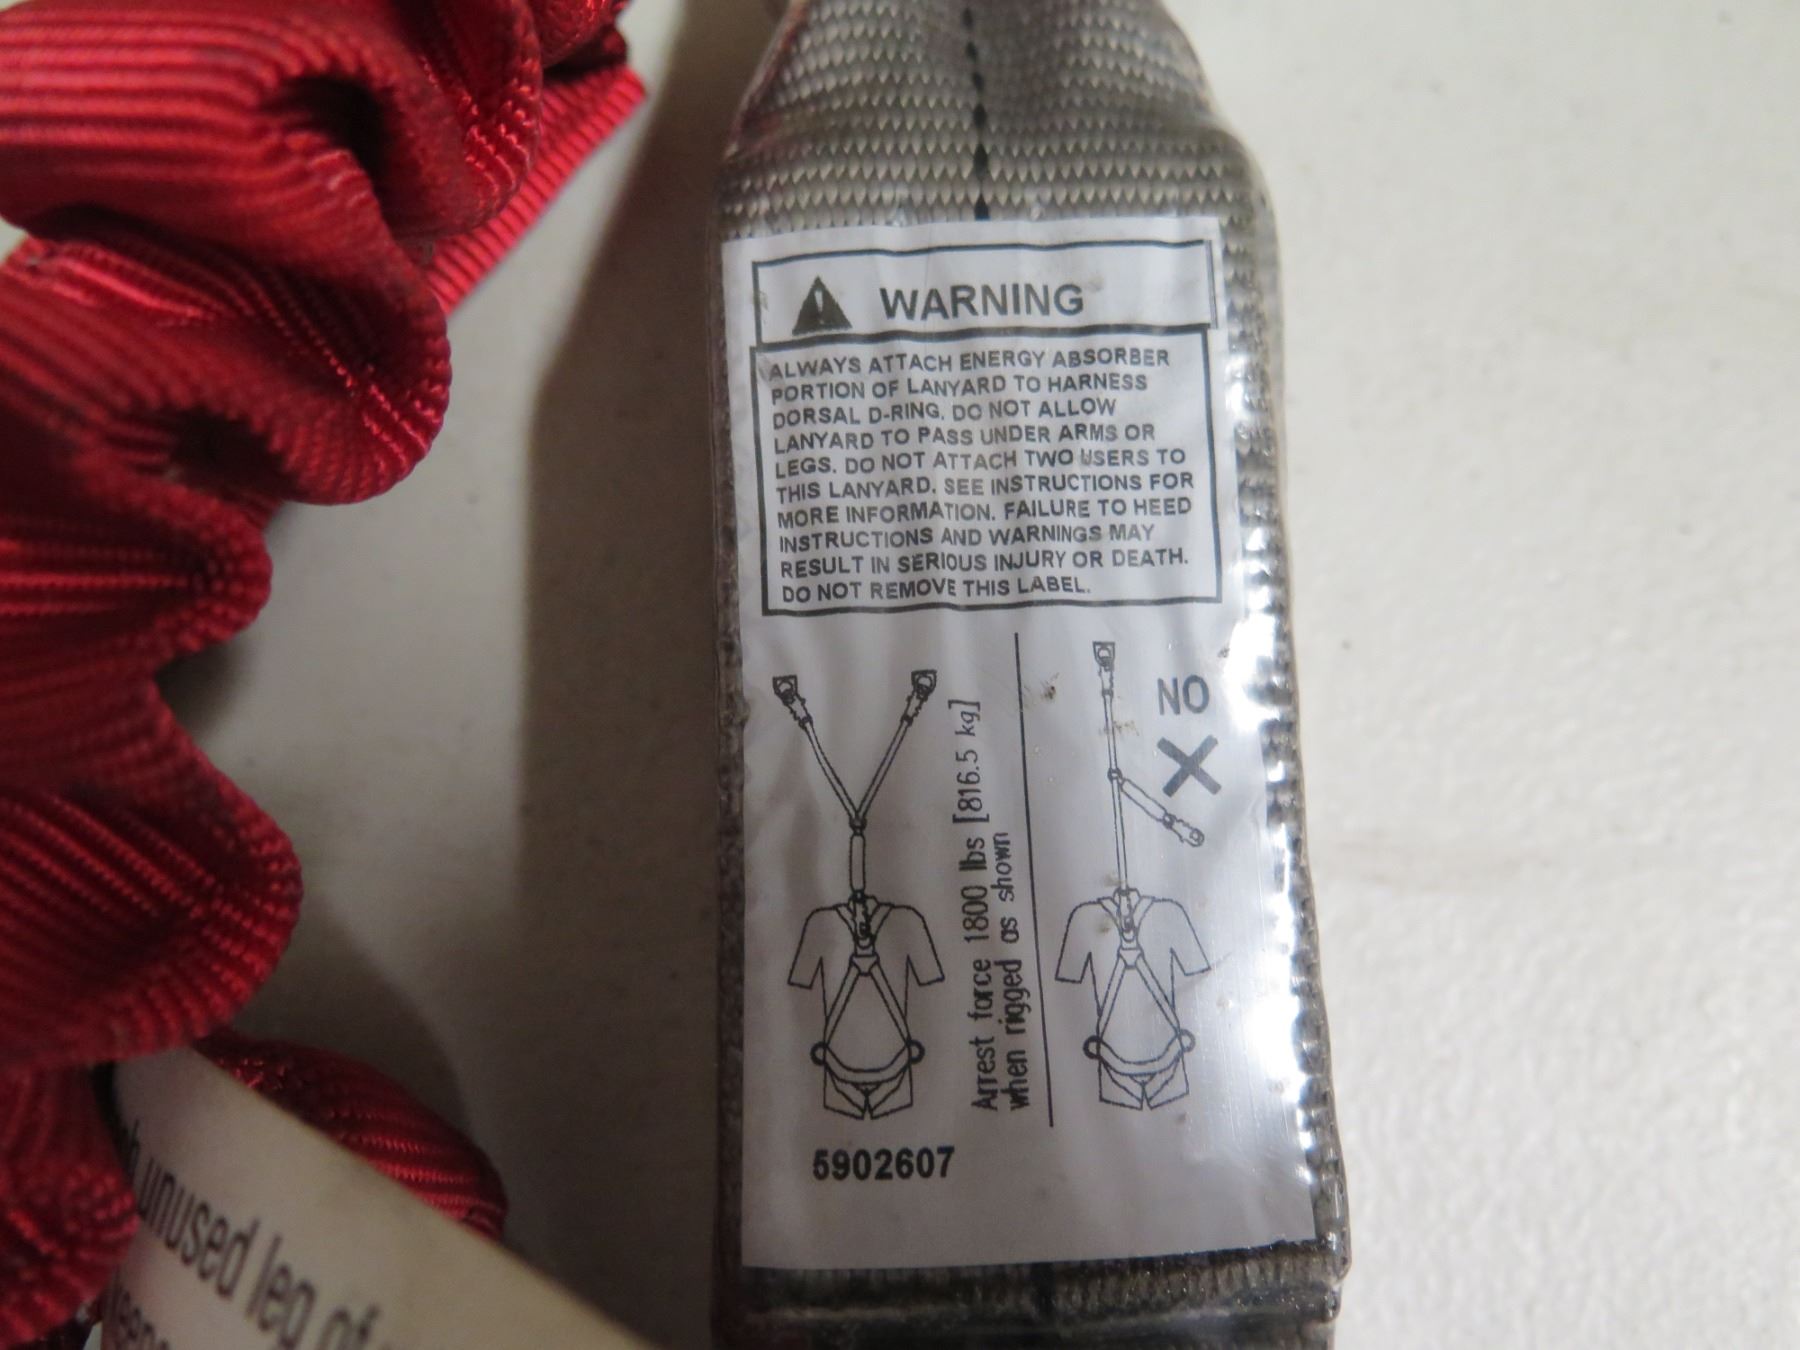 WARNING
ALWAYS ATTACH ENERGY ABSORBER
PORTION OF LANYARD TO HARNESS
DORSAL D-RING. DO NOT ALLOW
LANYARD TO PASS UNDER ARMS OR
LEGS. DO NOT ATTACH TWO USERS TO
THIS LANYARD. SEE INSTRUCTIONS FOR
MORE INFORMATION. FAILURE TO HEED
INSTRUCTIONS AND WARNINGS MAY
RESULT IN SERIOUS INJURY OR DEATH.
DO NOT REMOVE THIS LABEL.
Arrest force 1800 lbs [816.5 kg]
when rigged as shown
NO
5902607
unused leg of